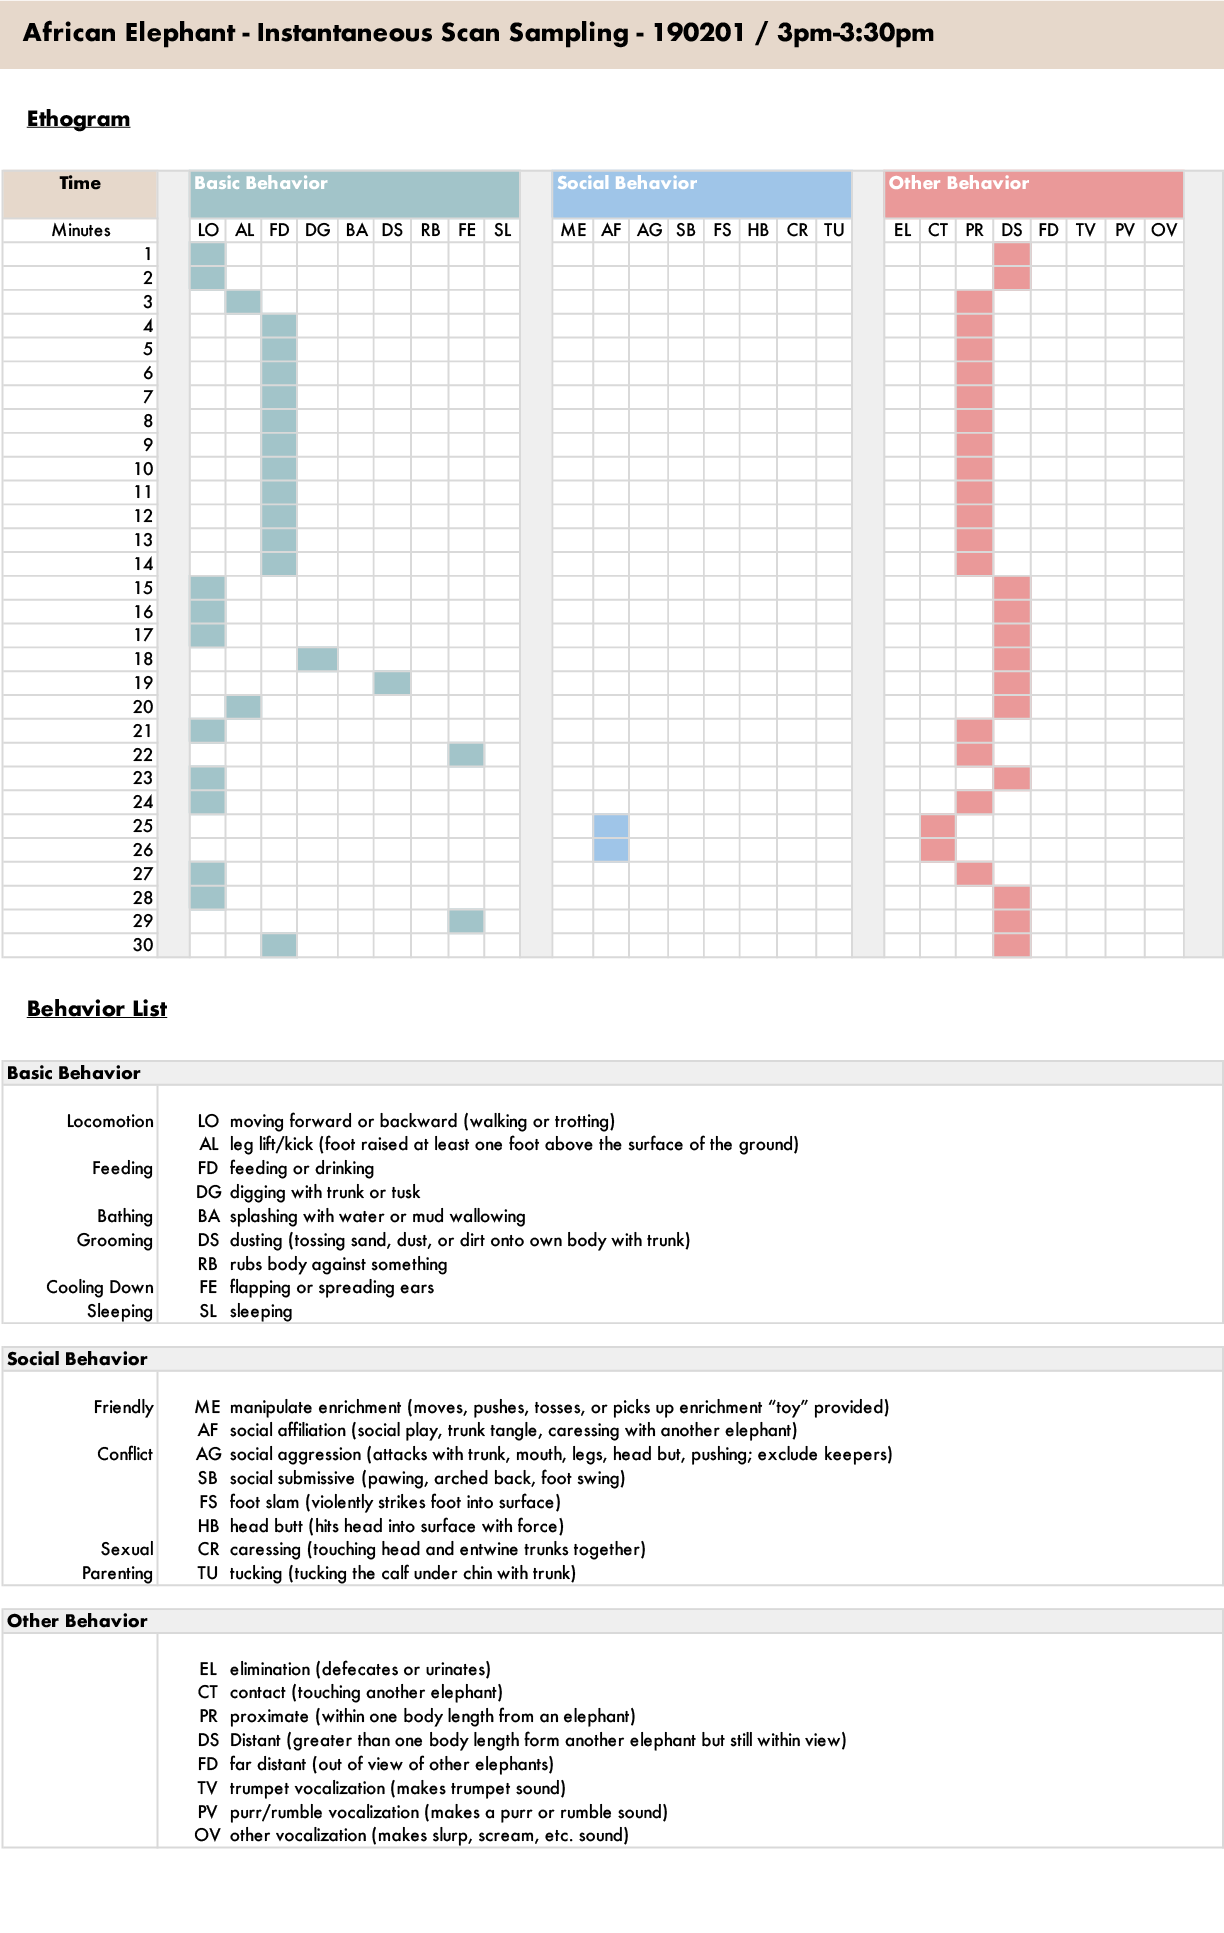 African Elephant - Instantaneous Scan Sampling - 190201 / 3pm-3:30pm
Ethogram
Time Basic Behavior Social Behavior Other Behavior
Minutes LO AL FD DG BA DS RB FE SL ME AF AG SB FS HB CR TU EL CT PR DS FD TV PV OV
1
2
3
4
5
6
7
8
9
10
11
12
13
14
15
16
17
18
19
20
21
22
23
24
25
26
27
28
29
30
Behavior List
Basic Behavior
Locomotion LO moving forward or backward (walking or trotting)
AL leg lift/kick (foot raised at least one foot above the surface of the ground)
Feeding FD feeding or drinking
DG digging with trunk or tusk
Bathing BA splashing with water or mud wallowing
Grooming DS dusting (tossing sand, dust, or dirt onto own body with trunk)
RB rubs body against something
Cooling Down FE flapping or spreading ears
Sleeping SL sleeping
Social Behavior
Friendly ME manipulate enrichment (moves, pushes, tosses, or picks up enrichment “toy” provided)
AF social affiliation (social play, trunk tangle, caressing with another elephant)
Conflict AG social aggression (attacks with trunk, mouth, legs, head but, pushing; exclude keepers)
SB social submissive (pawing, arched back, foot swing)
FS foot slam (violently strikes foot into surface)
HB head butt (hits head into surface with force)
Sexual CR caressing (touching head and entwine trunks together)
Parenting TU tucking (tucking the calf under chin with trunk)
Other Behavior
EL elimination (defecates or urinates)
CT contact (touching another elephant)
PR proximate (within one body length from an elephant)
DS Distant (greater than one body length form another elephant but still within view)
FD far distant (out of view of other elephants)
TV trumpet vocalization (makes trumpet sound)
PV purr/rumble vocalization (makes a purr or rumble sound)
OV other vocalization (makes slurp, scream, etc. sound)